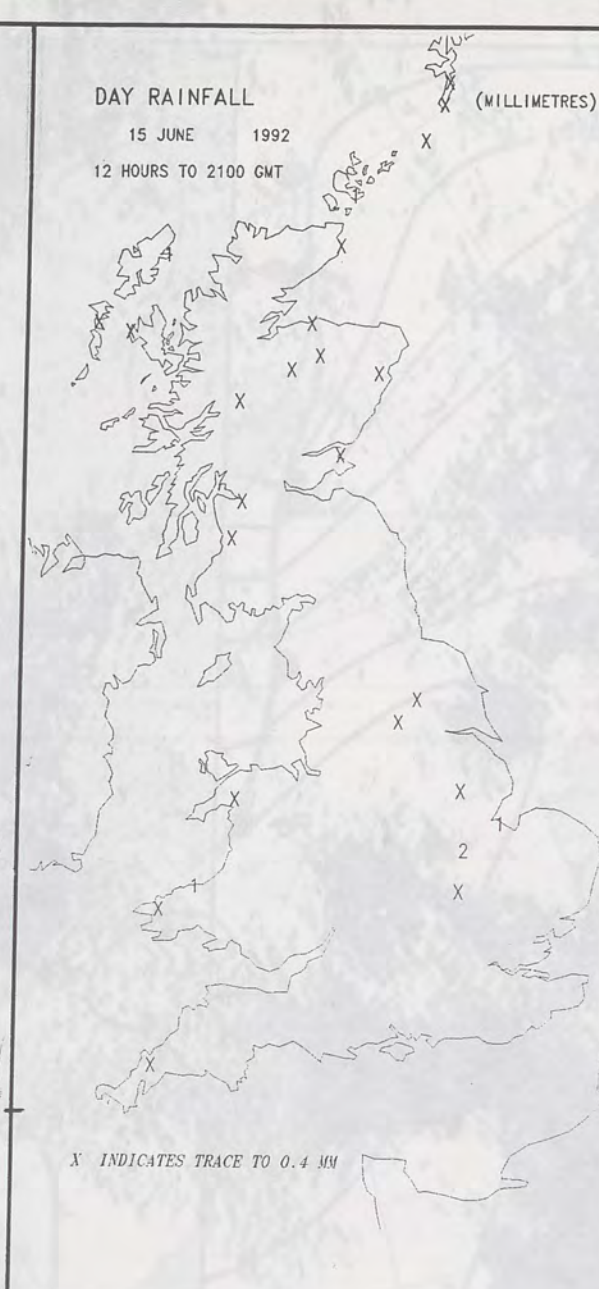 DAY RAINFALL
(MILLIMETRES)
15 JUNE 1992
12 HOURS TO 2100 GMT
X
X
X
X
X
1
X
X
X
X
X
X
X
X
X
X
X
X
X
X
1
2
X
1
X
X
X INDICATES TRACE TO 0.4 MM